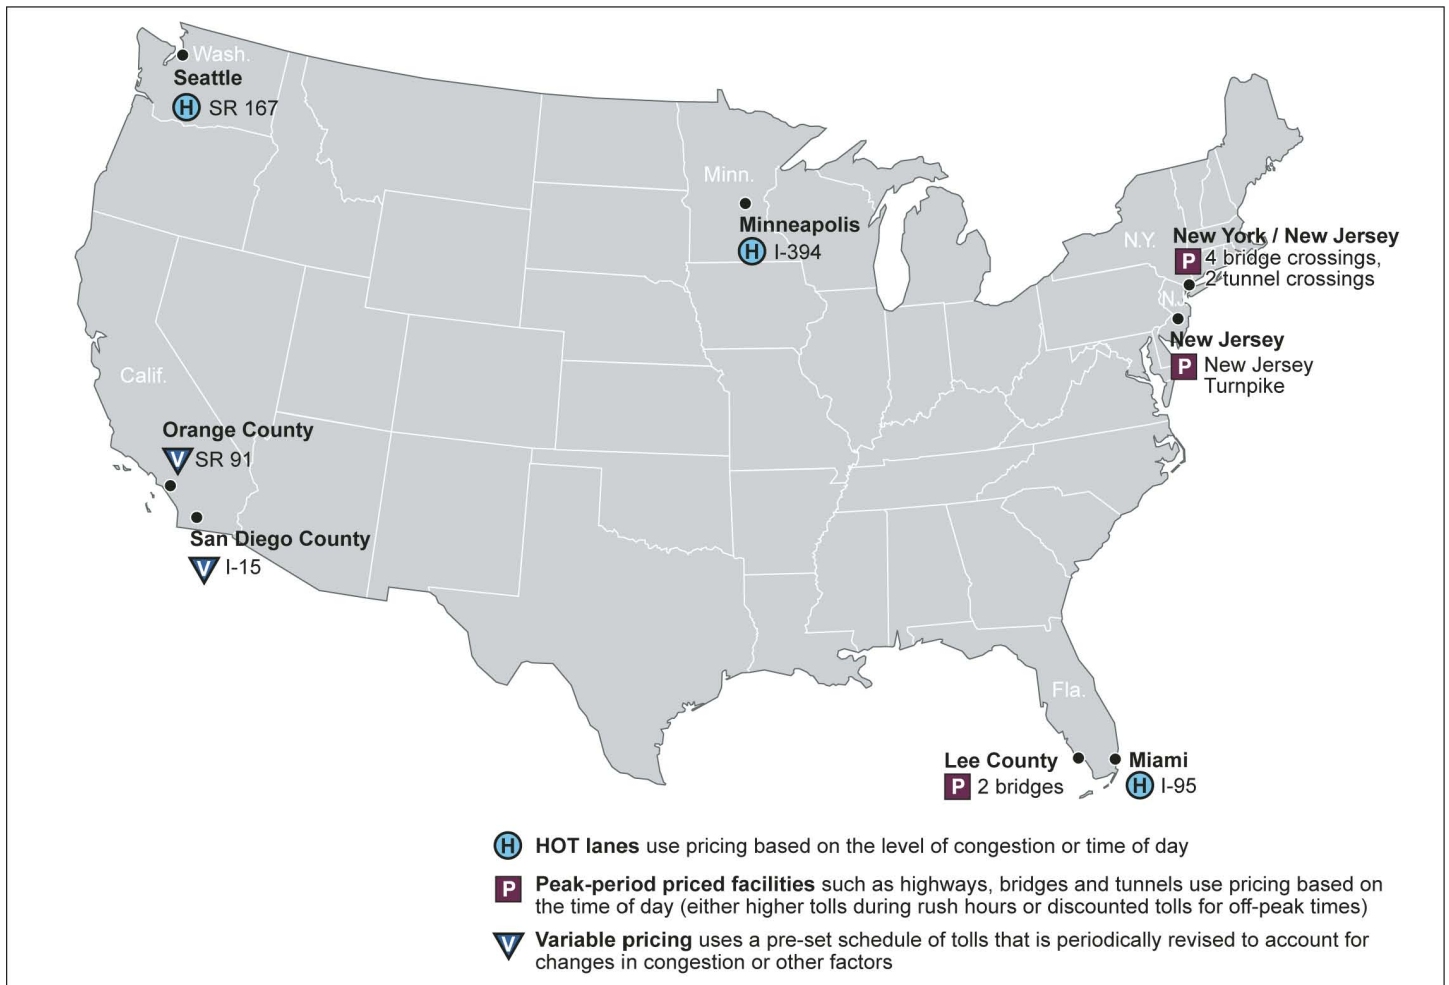 Wash.
Seattle
H SR 167
Minn.
Minneapolis
H I-394
N.Y.
New York / New Jersey
P 4 bridge crossings,
2 tunnel crossings
N.J.
New Jersey
P New Jersey
Turnpike
Calif.
Orange County
V SR 91
San Diego County
V I-15
Fla.
Lee County
P 2 bridges
Miami
H I-95
H HOT lanes use pricing based on the level of congestion or time of day
P Peak-period priced facilities such as highways, bridges and tunnels use pricing based on
the time of day (either higher tolls during rush hours or discounted tolls for off-peak times)
V Variable pricing uses a pre-set schedule of tolls that is periodically revised to account for
changes in congestion or other factors